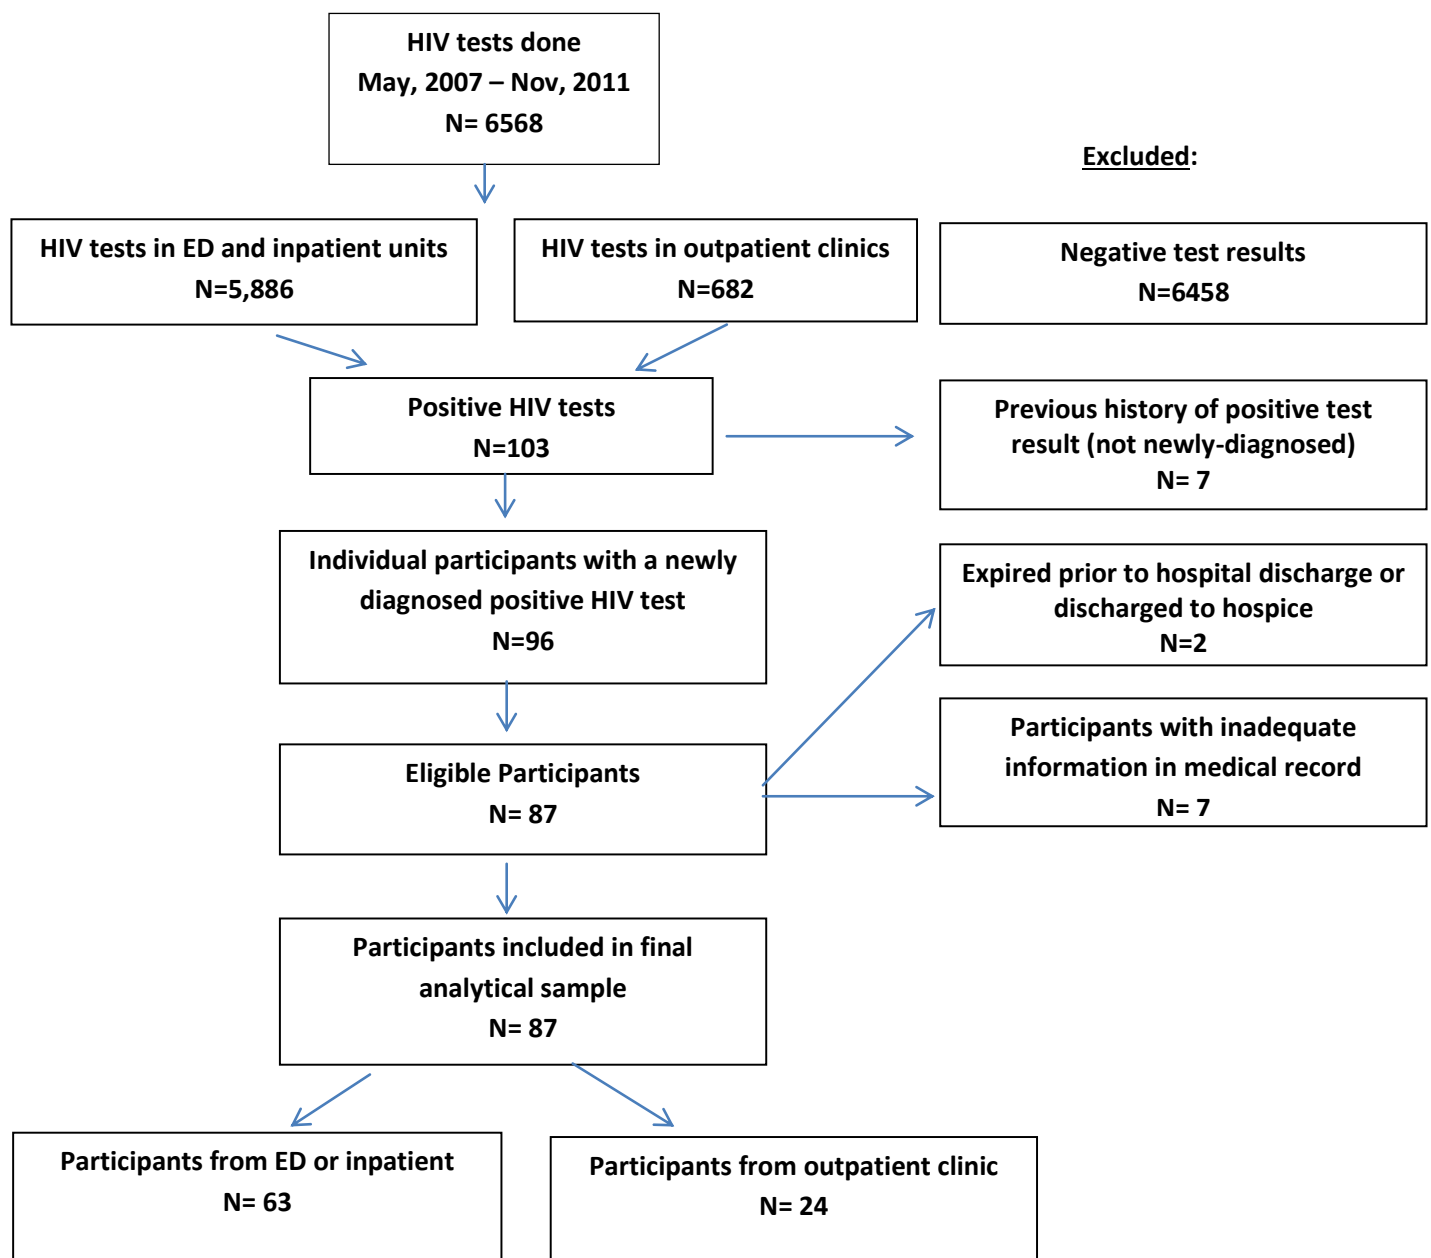 HIV tests done
May, 2007 – Nov, 2011
N= 6568
Excluded:
HIV tests in ED and inpatient units
N=5,886
HIV tests in outpatient clinics
N=682
Negative test results
N=6458
Positive HIV tests
N=103
Previous history of positive test
result (not newly-diagnosed)
N= 7
Individual participants with a newly
diagnosed positive HIV test
N=96
Expired prior to hospital discharge or
discharged to hospice
N=2
Participants with inadequate
information in medical record
N= 7
Eligible Participants
N= 87
Participants included in final
analytical sample
N= 87
Participants from ED or inpatient
N= 63
Participants from outpatient clinic
N= 24